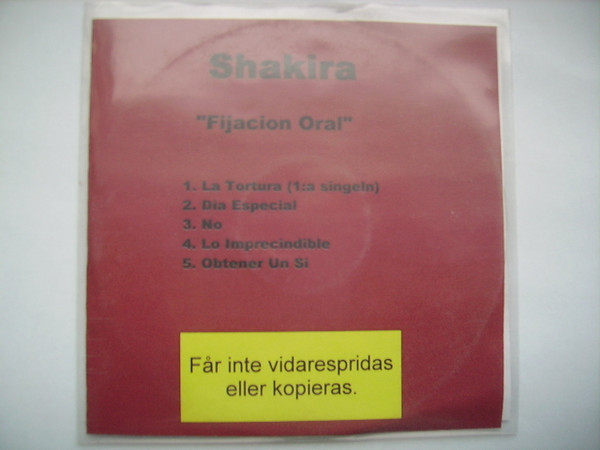 Shakira
"Fijacion Oral"
1. La Tortura (1:a singeln)
2. Dia Especial
3. No
4. Lo Imprecindible
5. Obtener Un Si
Får inte vidarespridas
eller kopieras.